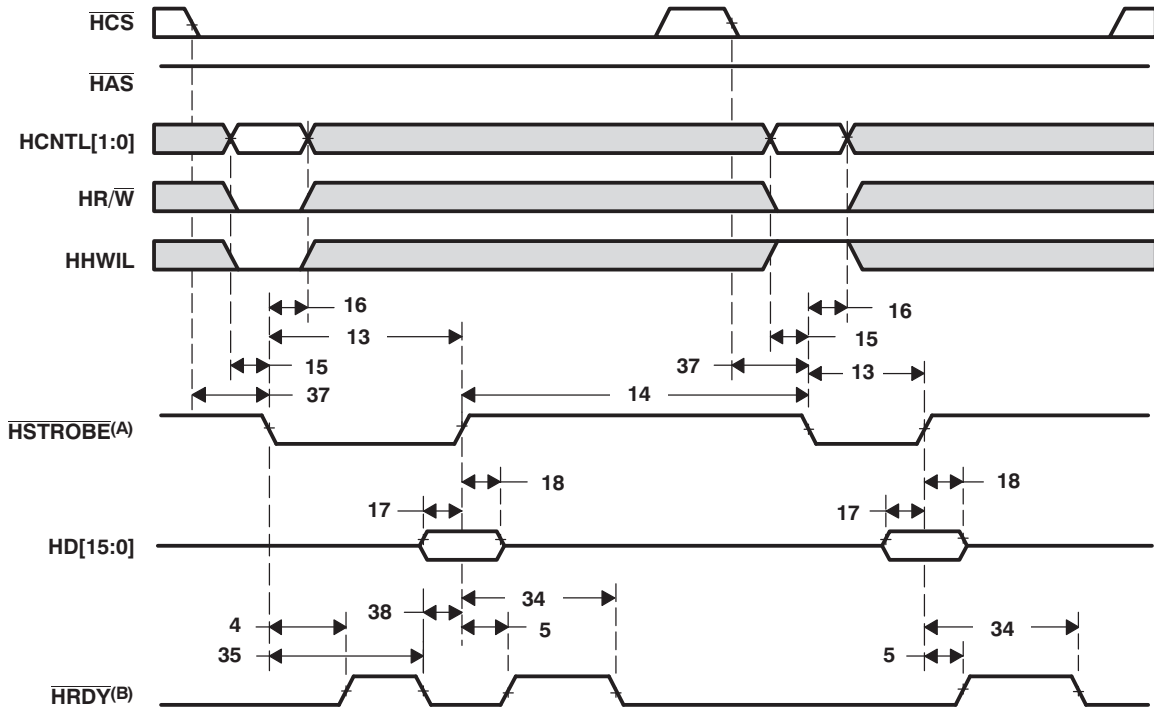 HCS
HAS
HCNTL[1:0]
HR/W
HHWIL
16 16
13
15 15
37 13
37 14
HSTROBE(A)
18 18
17 17
HD[15:0]
38 34
4 5 34
35 5
HRDY(B)